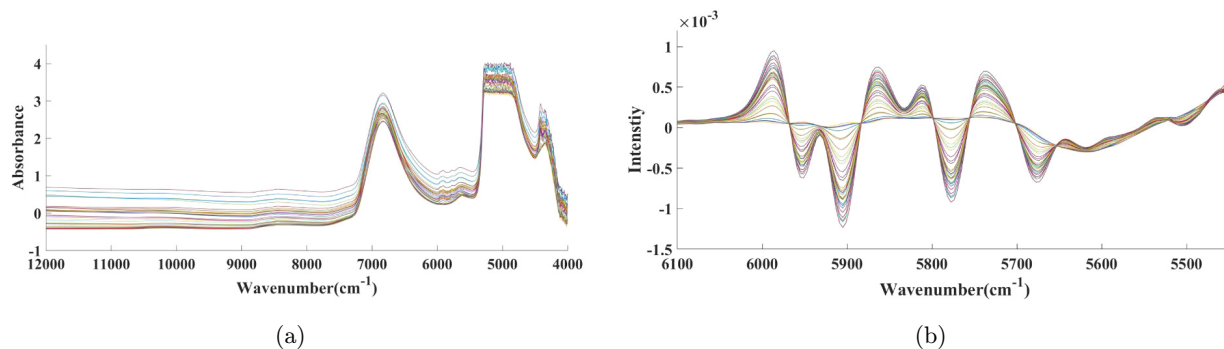 4
3
2
1
0
-1
Absorbance
12000 11000 10000 9000 8000 7000 6000 5000 4000
Wavenumber(cm⁻¹)
(a)
×10⁻³
1
0.5
0
-0.5
-1
-1.5
Intenstiy
6100 6000 5900 5800 5700 5600 5500
Wavenumber(cm⁻¹)
(b)